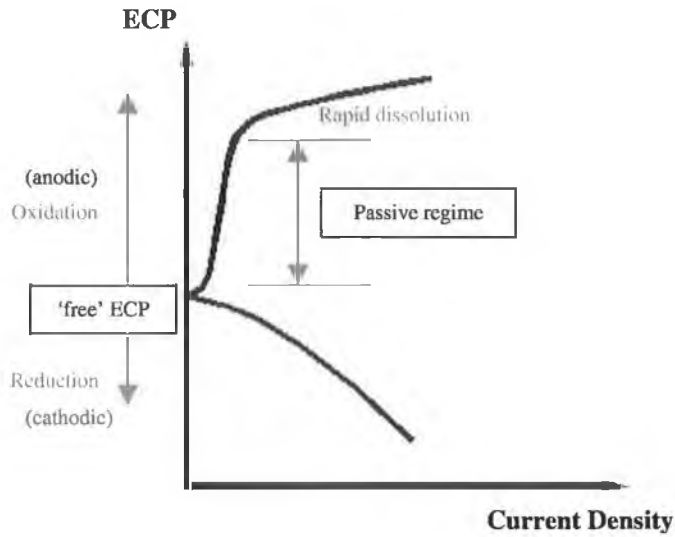 ECP
Rapid dissolution
(anodic)
Oxidation
Passive regime
'free' ECP
Reduction
(cathodic)
Current Density